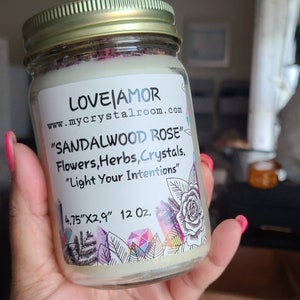 LOVE|AMOR
www.mycrystalroom.com
"SANDALWOOD ROSE"
Flowers,Herbs,Crystals.
"Light Your Intentions"
4.75"X2,9" 12 Oz.